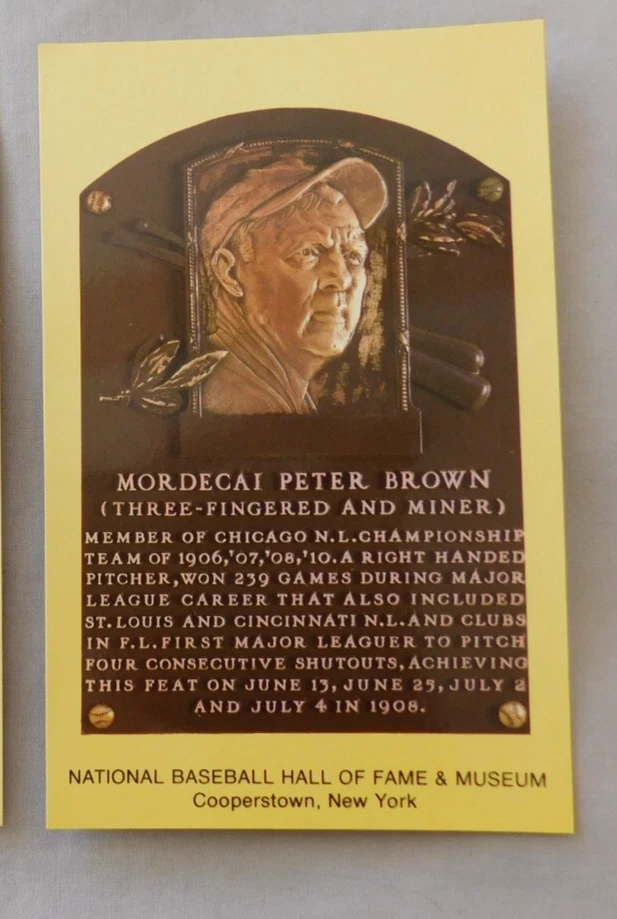 MORDECAI PETER BROWN
(THREE-FINGERED AND MINER)
MEMBER OF CHICAGO N.L.CHAMPIONSHIP
TEAM OF 1906,'07,'08,'10.A RIGHT HANDED
PITCHER,WON 239 GAMES DURING MAJOR
LEAGUE CAREER THAT ALSO INCLUDED
ST.LOUIS AND CINCINNATI N.L.AND CLUBS
IN F.L.FIRST MAJOR LEAGUER TO PITCH
FOUR CONSECUTIVE SHUTOUTS,ACHIEVING
THIS FEAT ON JUNE 13,JUNE 25,JULY 2
AND JULY 4 IN 1908.
NATIONAL BASEBALL HALL OF FAME & MUSEUM
Cooperstown, New York